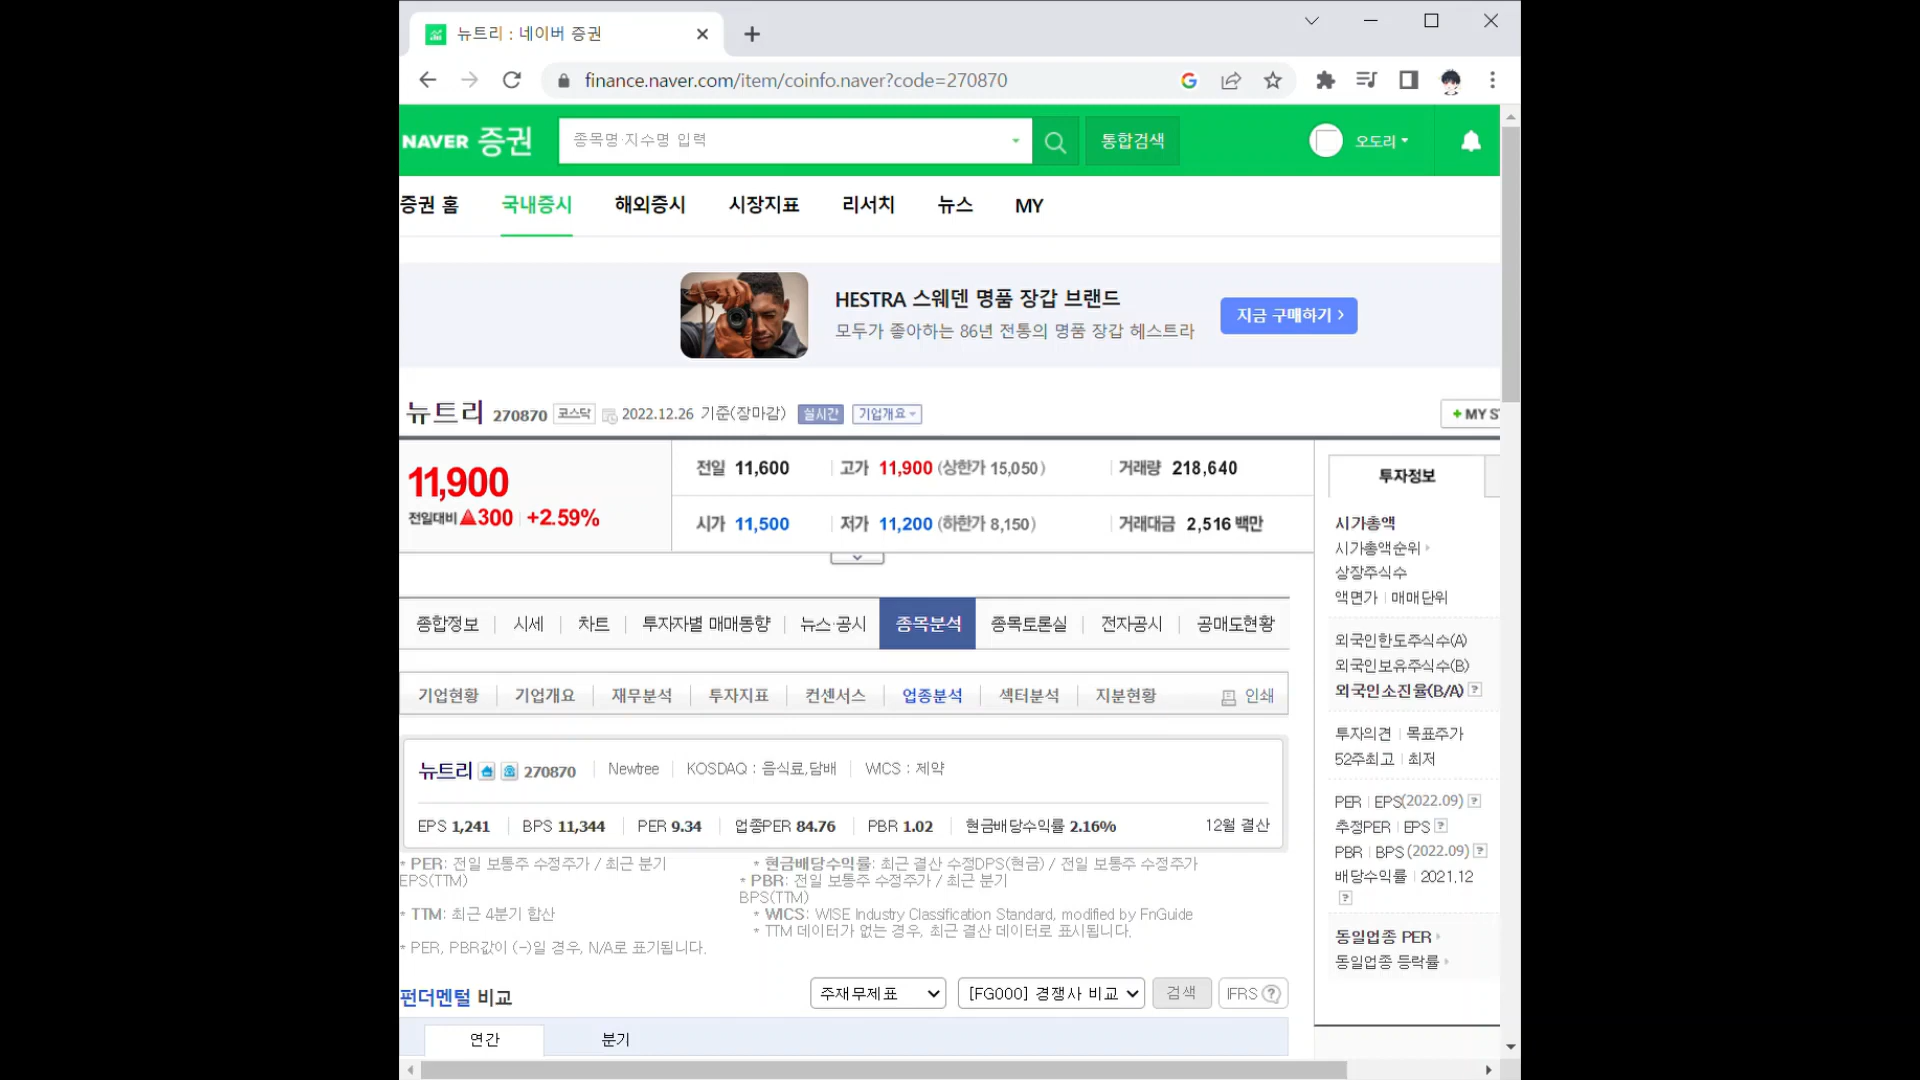 뉴트리 : 네이버 증권
finance.naver.com/item/coinfo.naver?code=270870
NAVER 증권 종목명·지수명 입력 통합검색 오도리
증권 홈 국내증시 해외증시 시장지표 리서치 뉴스 MY
HESTRA 스웨덴 명품 장갑 브랜드
모두가 좋아하는 86년 전통의 명품 장갑 헤스트라
지금 구매하기
뉴트리 270870 코스닥 2022.12.26 기준(장마감) 실시간 기업개요 + MY S
11,900
전일대비 ▲300 +2.59%
전일 11,600 고가 11,900 (상한가 15,050) 거래량 218,640
시가 11,500 저가 11,200 (하한가 8,150) 거래대금 2,516 백만
종합정보 시세 차트 투자자별 매매동향 뉴스·공시 종목분석 종목토론실 전자공시 공매도현황
기업현황 기업개요 재무분석 투자지표 컨센서스 업종분석 섹터분석 지분현황 인쇄
뉴트리 270870 Newtree KOSDAQ : 음식료,담배 WICS : 제약
EPS 1,241 BPS 11,344 PER 9.34 업종PER 84.76 PBR 1.02 현금배당수익률 2.16% 12월 결산
* PER: 전일 보통주 수정주가 / 최근 분기
EPS(TTM)
* 현금배당수익률: 최근 결산 수정DPS(현금) / 전일 보통주 수정주가
* PBR: 전일 보통주 수정주가 / 최근 분기
BPS(TTM)
* TTM: 최근 4분기 합산
* WICS: WISE Industry Classification Standard, modified by FnGuide
* TTM 데이터가 없는 경우, 최근 결산 데이터로 표시됩니다.
* PER, PBR값이 (-)일 경우, N/A로 표기됩니다.
펀더멘털 비교 주재무제표 [FG000] 경쟁사 비교 검색 IFRS ?
연간 분기
투자정보
시가총액
시가총액순위
상장주식수
액면가 매매단위
외국인한도주식수(A)
외국인보유주식수(B)
외국인소진율(B/A) ?
투자의견 목표주가
52주최고 최저
PER EPS(2022.09) ?
추정PER EPS ?
PBR BPS (2022.09) ?
배당수익률 2021.12
?
동일업종 PER
동일업종 등락률